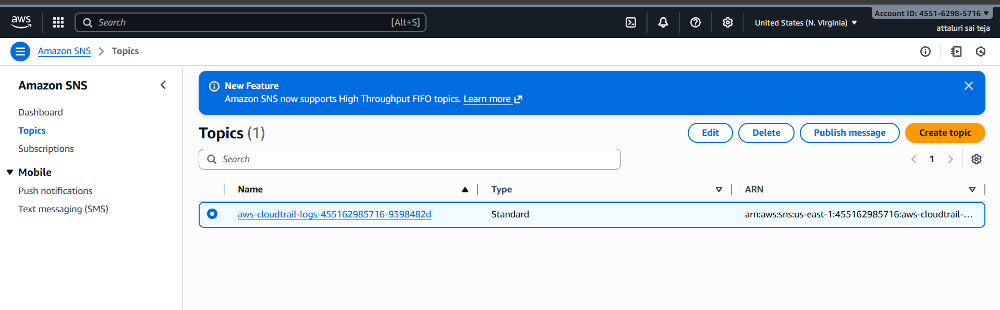 aws
Search
[Alt+S]
United States (N. Virginia)
Account ID: 4551-6298-5716
attaluri sai teja
Amazon SNS
Topics
Amazon SNS
Dashboard
Topics
Subscriptions
Mobile
Push notifications
Text messaging (SMS)
New Feature
Amazon SNS now supports High Throughput FIFO topics. Learn more
Topics (1)
Edit
Delete
Publish message
Create topic
Search
1
Name
Type
ARN
aws-cloudtrail-logs-455162985716-9398482d
Standard
arn:aws:sns:us-east-1:455162985716:aws-cloudtrail-...